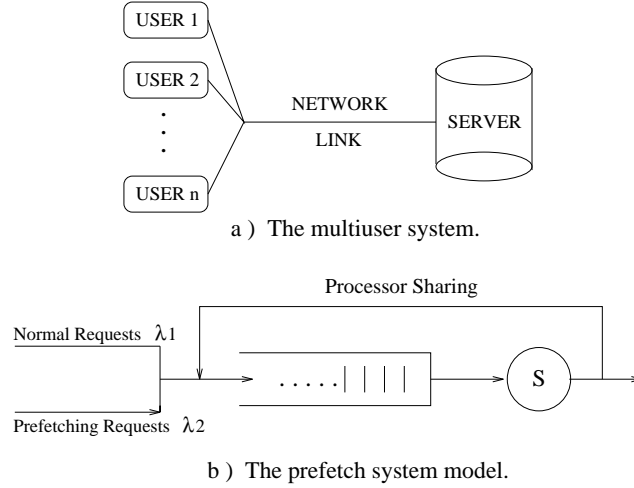 USER 1
USER 2
USER n
NETWORK
LINK
SERVER
a ) The multiuser system.
Processor Sharing
Normal Requests λ1
Prefetching Requests λ2
S
b ) The prefetch system model.